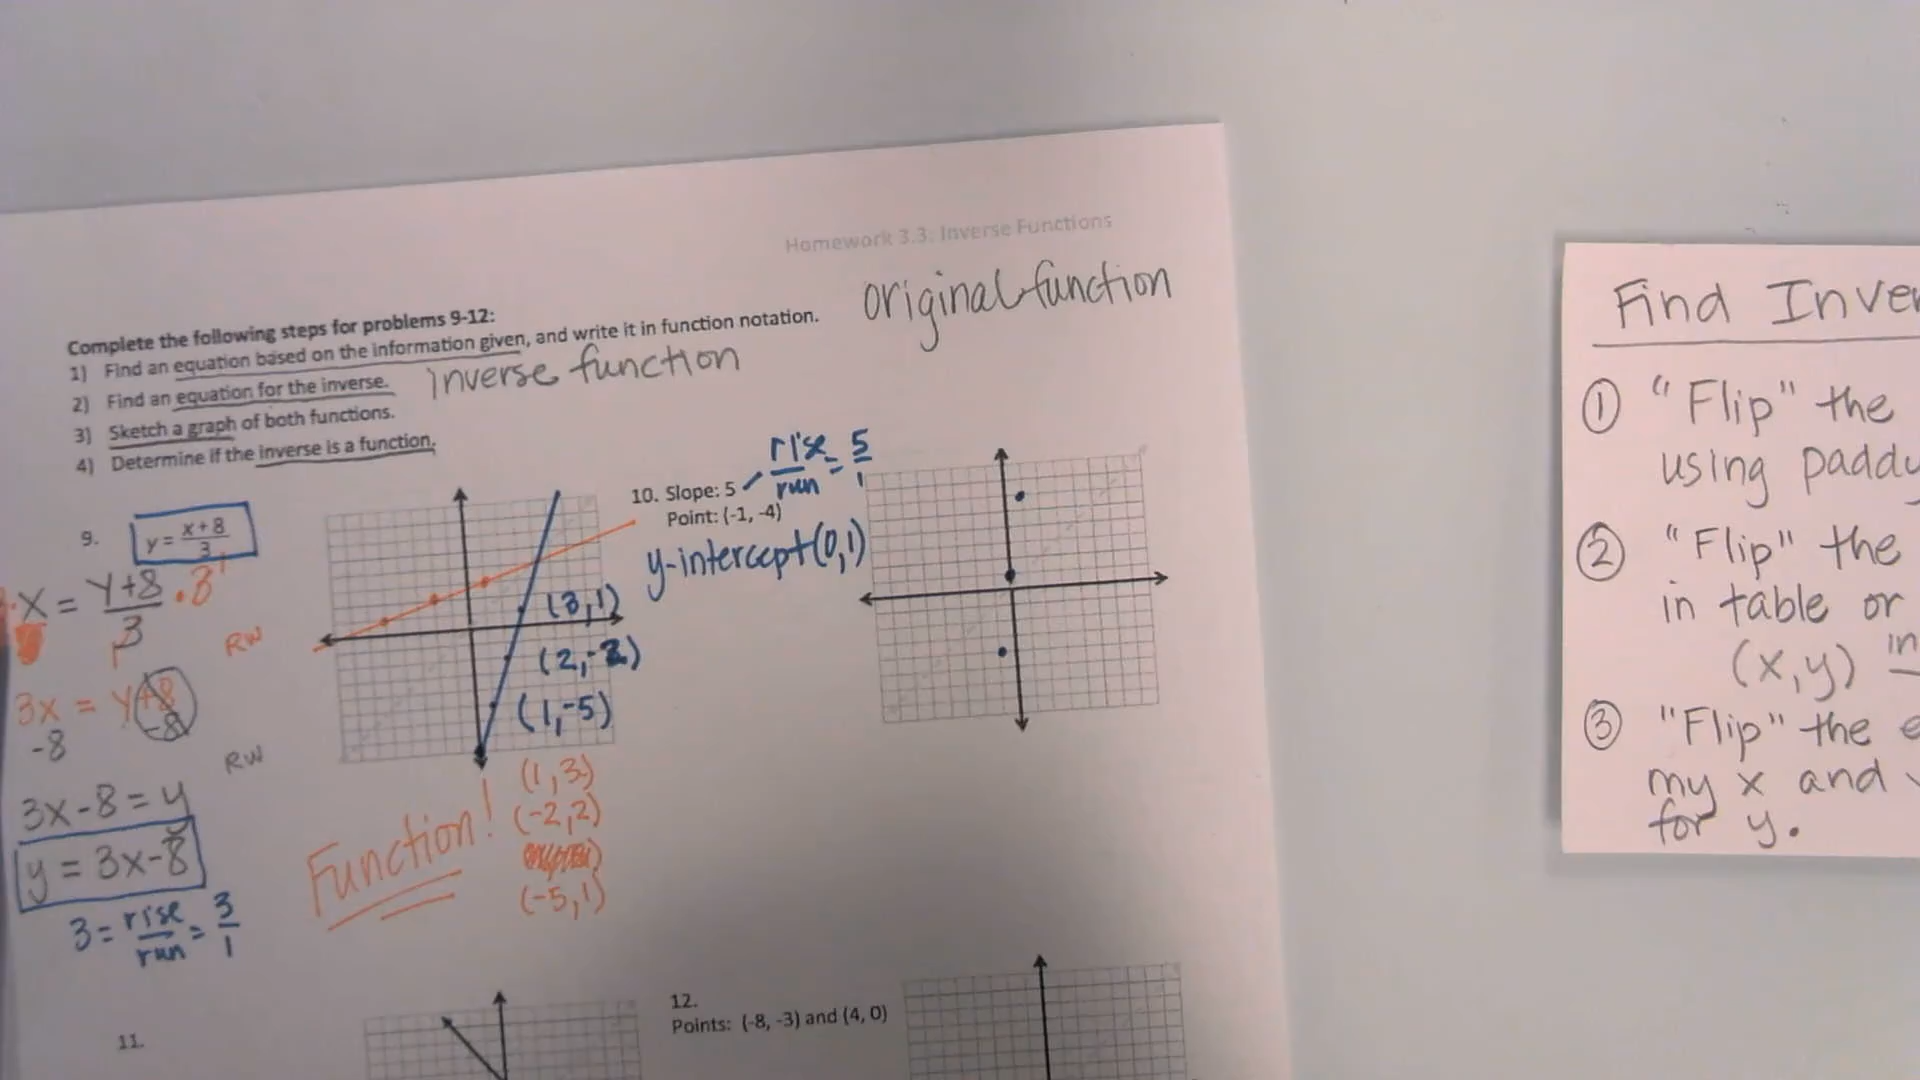 Homework 3.3: Inverse Functions
original function
Complete the following steps for problems 9-12:
1) Find an equation based on the information given, and write it in function notation.
2) Find an equation for the inverse. inverse function
3) Sketch a graph of both functions.
4) Determine if the inverse is a function.
9. y = x+8
3
x = y+8 • 3
3
RW
3x = y+8
-8 -8
RW
3x-8 = y
y = 3x-8
3 = rise = 3
run 1
(3,1)
(1,-5)
Function!
(1,3)
(-2,2)
(-5,1)
10. Slope: 5 rise = 5
run 1
Point: (-1, -4)
y-intercept (0,1)
11.
12.
Points: (-8, -3) and (4, 0)
Find
① "Flip" the
using
② "Flip" the
in table or
(x,y)
③ "Flip" the
my x and
for y.